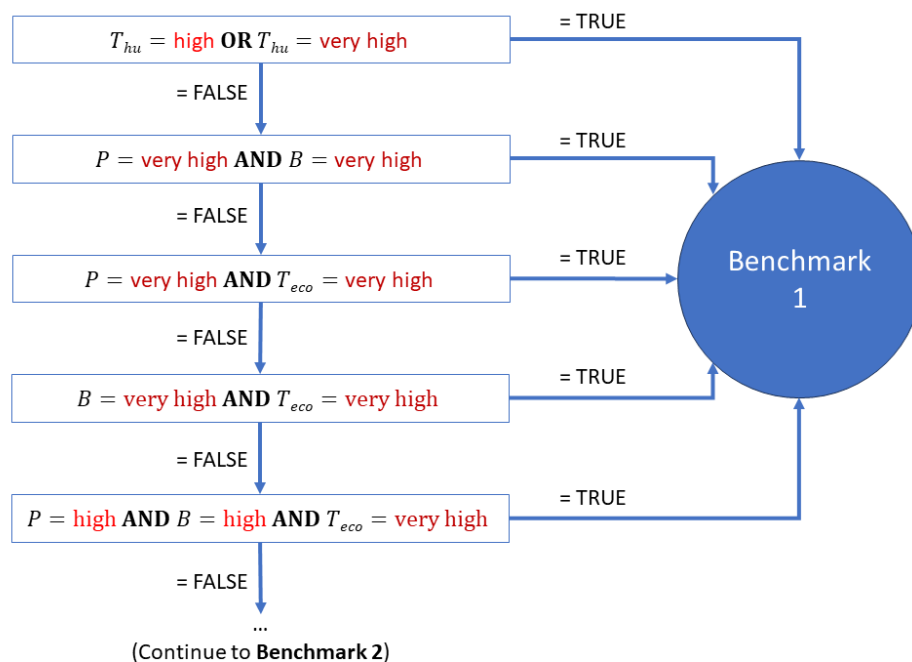 T_hu = high OR T_hu = very high
= TRUE
= FALSE
P = very high AND B = very high
= TRUE
= FALSE
P = very high AND T_eco = very high
= TRUE
Benchmark
1
= FALSE
B = very high AND T_eco = very high
= TRUE
= FALSE
P = high AND B = high AND T_eco = very high
= TRUE
= FALSE
...
(Continue to Benchmark 2)